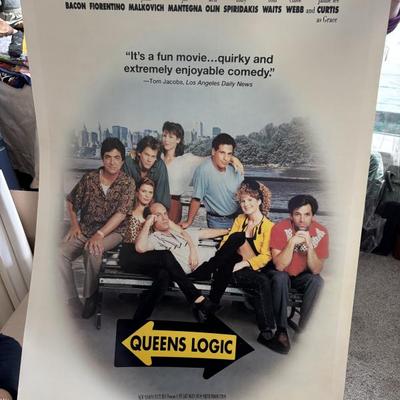 BACON FIORENTINO MALKOVICH MANTEGNA OLIN SPIRIDAKIS WAITS WEBB and CURTIS
as Grace
"It's a fun movie...quirky and
extremely enjoyable comedy."
—Tom Jacobs, Los Angeles Daily News
QUEENS LOGIC